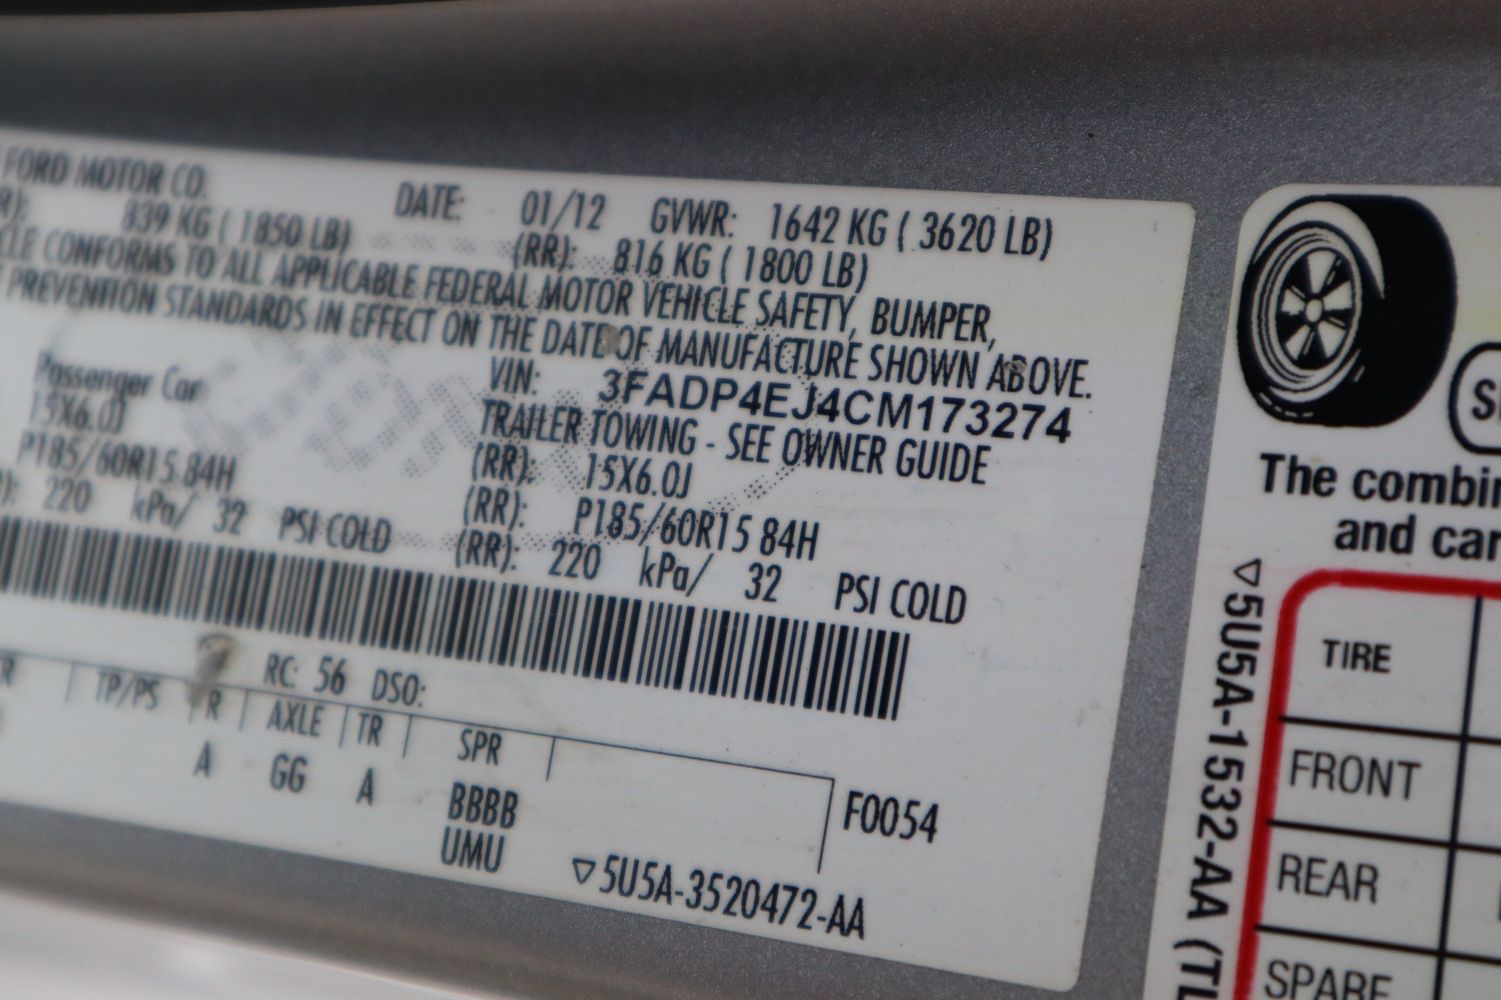 FORD MOTOR CO.
DATE: 01/12 GVWR: 1642 KG ( 3620 LB)
839 KG ( 1850 LB) (RR): 816 KG ( 1800 LB)
CONFORMS TO ALL APPLICABLE FEDERAL MOTOR VEHICLE SAFETY, BUMPER,
PREVENTION STANDARDS IN EFFECT ON THE DATE OF MANUFACTURE SHOWN ABOVE.
VIN: 3FADP4EJ4CM173274
Passenger Car TRAILER TOWING - SEE OWNER GUIDE
15X6.0J (RR): 15X6.0J
P185/60R15 84H (RR): P185/60R15 84H
220 kPa/ 32 PSI COLD (RR): 220 kPa/ 32 PSI COLD
RC: 56 DSO:
TP/PS R AXLE TR SPR
A GG A BBBB
UMU
F0054
▽5U5A-3520472-AA
The combin
and car
▽5U5A-1532-AA (TL
TIRE
FRONT
REAR
SPARE